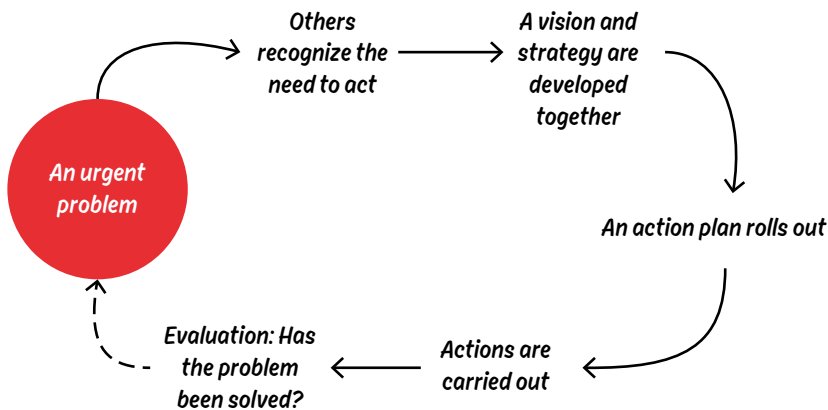 An urgent
problem
Others
recognize the
need to act
A vision and
strategy are
developed
together
An action plan rolls out
Actions are
carried out
Evaluation: Has
the problem
been solved?